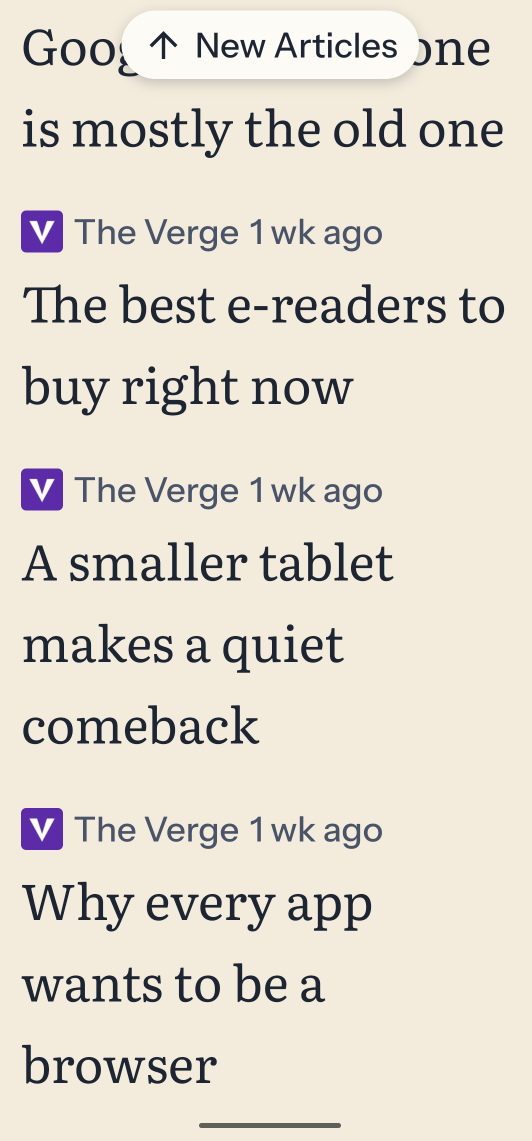 ↑ New Articles
Goog one
is mostly the old one
The Verge 1 wk ago
The best e-readers to
buy right now
The Verge 1 wk ago
A smaller tablet
makes a quiet
comeback
The Verge 1 wk ago
Why every app
wants to be a
browser